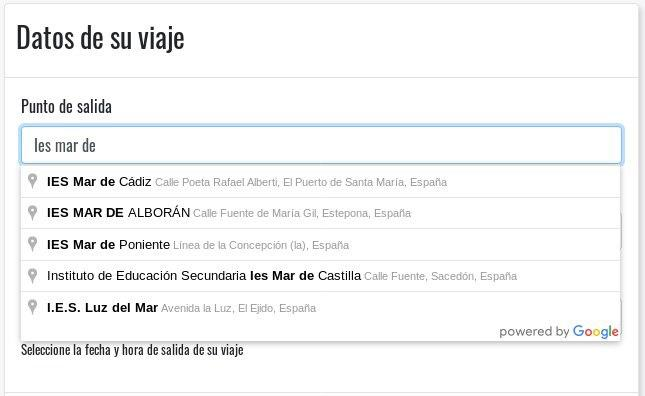 Datos de su viaje
Punto de salida
Ies mar de
IES Mar de Cádiz Calle Poeta Rafael Alberti, El Puerto de Santa María, España
IES MAR DE ALBORÁN Calle Fuente de María Gil, Estepona, España
IES Mar de Poniente Línea de la Concepción (la), España
Instituto de Educación Secundaria Ies Mar de Castilla Calle Fuente, Sacedón, España
I.E.S. Luz del Mar Avenida la Luz, El Ejido, España
powered by Google
Seleccione la fecha y hora de salida de su viaje